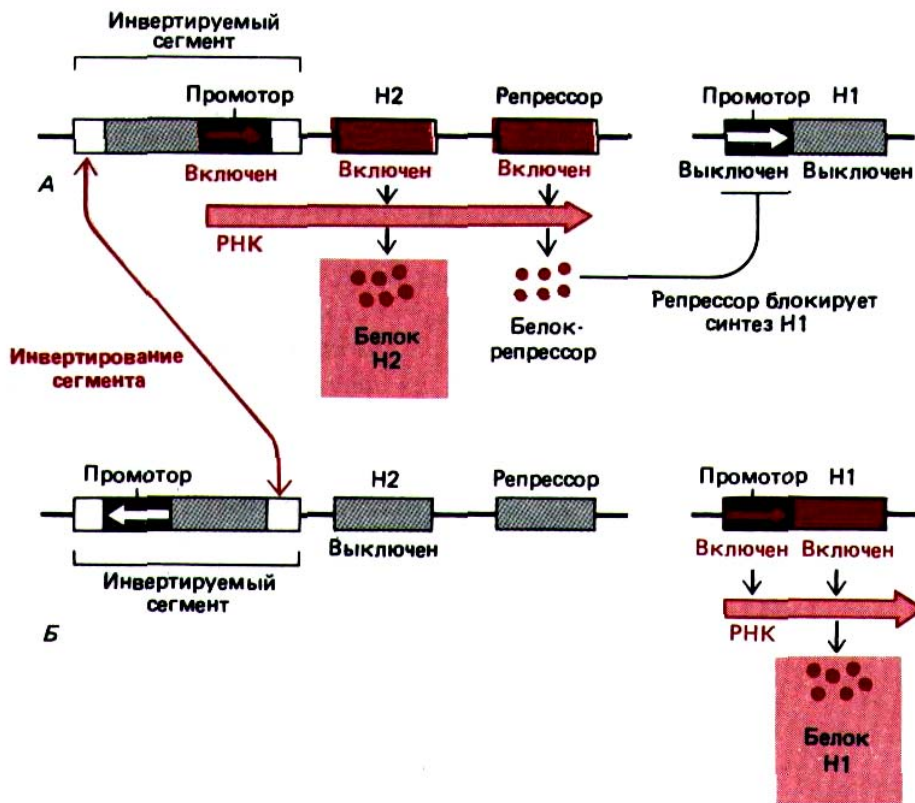 Инвертируемый
сегмент
Промотор
H2
Репрессор
Промотор
H1
Включен
Включен
Включен
Выключен
Выключен
А
РНК
Белок
H2
Белок-
репрессор
Репрессор блокирует
синтез H1
Инвертирование
сегмента
Промотор
H2
Репрессор
Промотор
H1
Выключен
Включен
Включен
Инвертируемый
сегмент
Б
РНК
Белок
H1